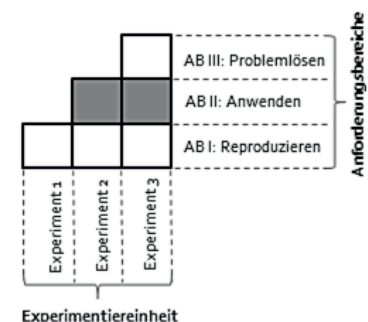 AB III: Problemlösen
AB II: Anwenden
AB I: Reproduzieren
Anforderungsbereiche
Experiment 1
Experiment 2
Experiment 3
Experimentiereinheit